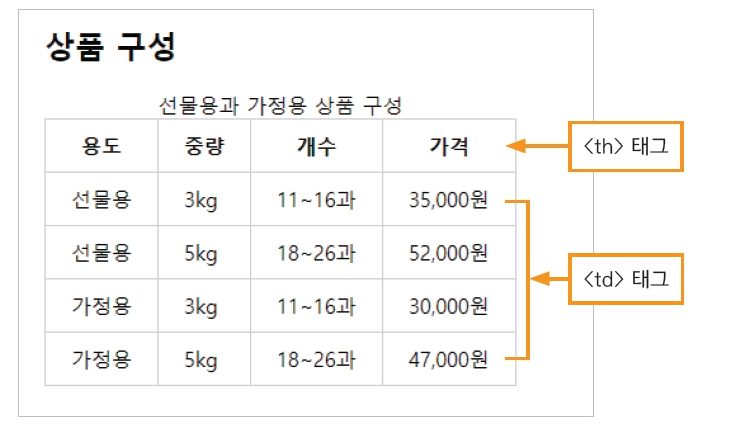 상품 구성
선물용과 가정용 상품 구성
용도 중량 개수 가격
<th> 태그
선물용 3kg 11~16과 35,000원
선물용 5kg 18~26과 52,000원
<td> 태그
가정용 3kg 11~16과 30,000원
가정용 5kg 18~26과 47,000원